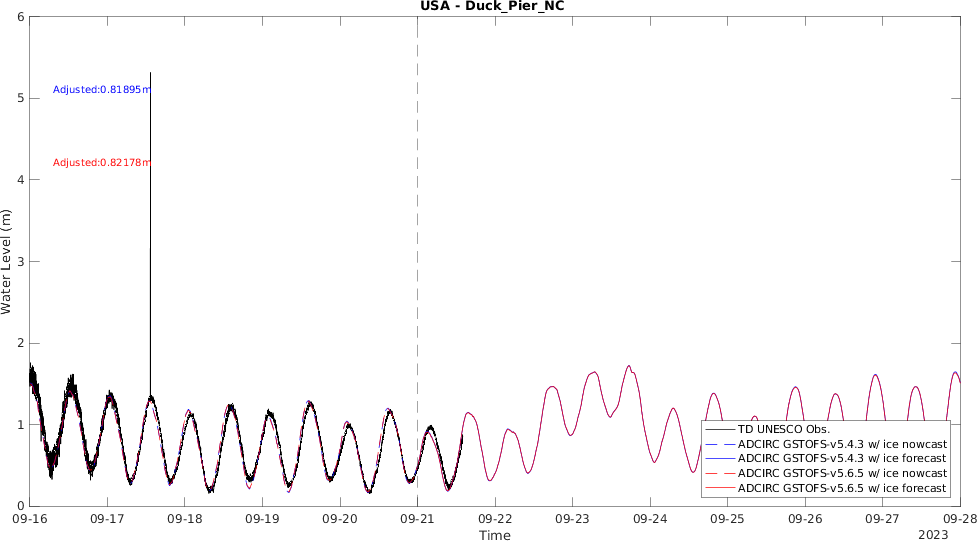 USA - Duck_Pier_NC
6
5
4
3
2
1
0
Water Level (m)
Adjusted:0.81895m
Adjusted:0.82178m
TD UNESCO Obs.
ADCIRC GSTOFS-v5.4.3 w/ ice nowcast
ADCIRC GSTOFS-v5.4.3 w/ ice forecast
ADCIRC GSTOFS-v5.6.5 w/ ice nowcast
ADCIRC GSTOFS-v5.6.5 w/ ice forecast
09-16 09-17 09-18 09-19 09-20 09-21 09-22 09-23 09-24 09-25 09-26 09-27 09-28
Time
2023